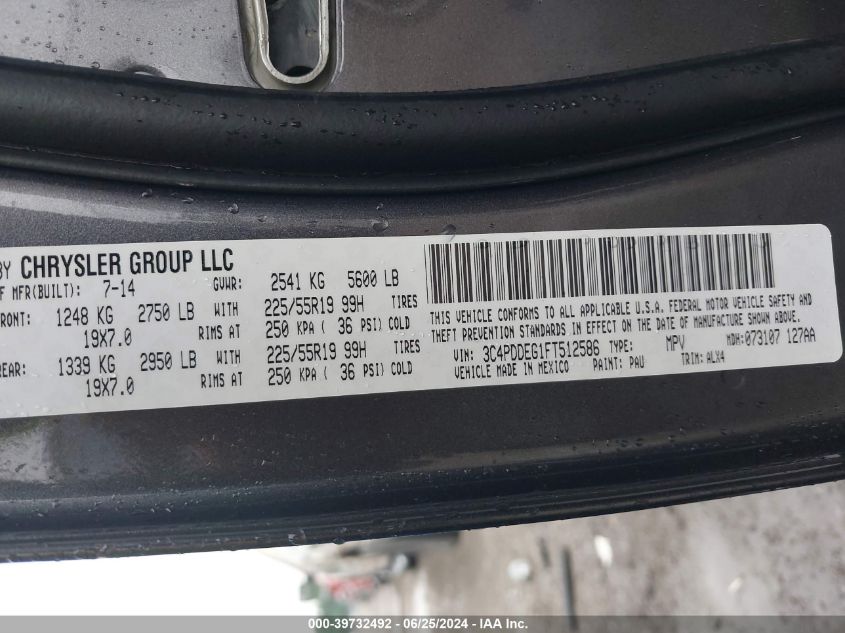 BY CHRYSLER GROUP LLC
OF MFR(BUILT): 7-14 GVWR: 2541 KG 5600 LB
FRONT: 1248 KG 2750 LB WITH 225/55R19 99H TIRES
19X7.0 RIMS AT 250 KPA ( 36 PSI) COLD
REAR: 1339 KG 2950 LB WITH 225/55R19 99H TIRES
19X7.0 RIMS AT 250 KPA ( 36 PSI) COLD
THIS VEHICLE CONFORMS TO ALL APPLICABLE U.S.A. FEDERAL MOTOR VEHICLE SAFETY AND
THEFT PREVENTION STANDARDS IN EFFECT ON THE DATE OF MANUFACTURE SHOWN ABOVE.
VIN: 3C4PDDEG1FT512586 TYPE: MPV MDH: 073107 127AA
VEHICLE MADE IN MEXICO PAINT: PAU TRIM: ALX4
000-39732492 - 06/25/2024 - IAA Inc.